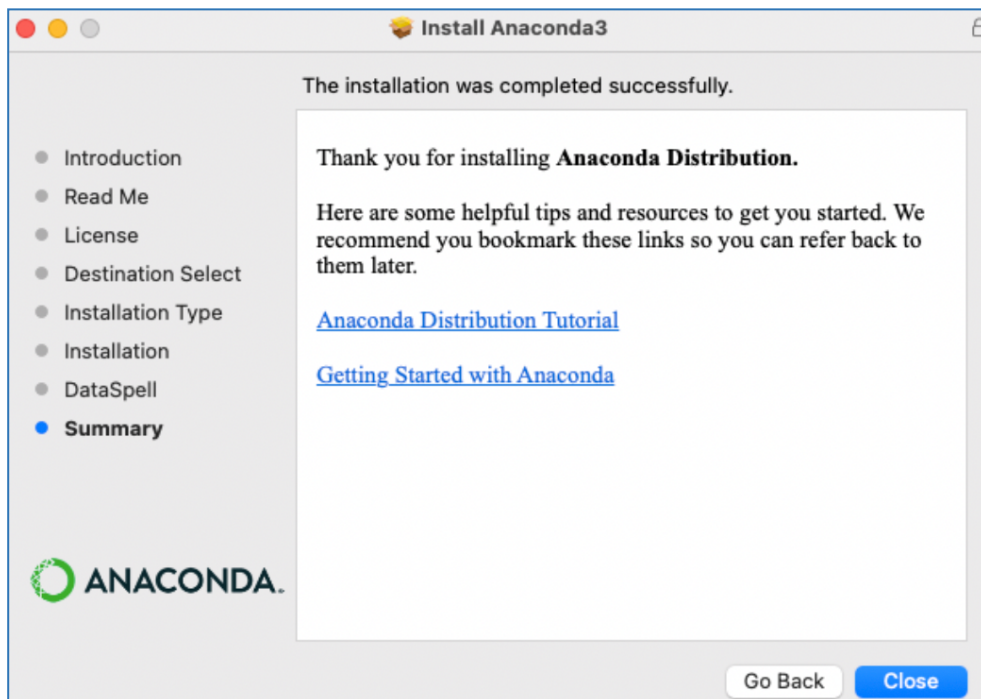 Install Anaconda3
The installation was completed successfully.
Introduction
Read Me
License
Destination Select
Installation Type
Installation
DataSpell
Summary
Thank you for installing Anaconda Distribution.
Here are some helpful tips and resources to get you started. We
recommend you bookmark these links so you can refer back to
them later.
Anaconda Distribution Tutorial
Getting Started with Anaconda
ANACONDA.
Go Back
Close